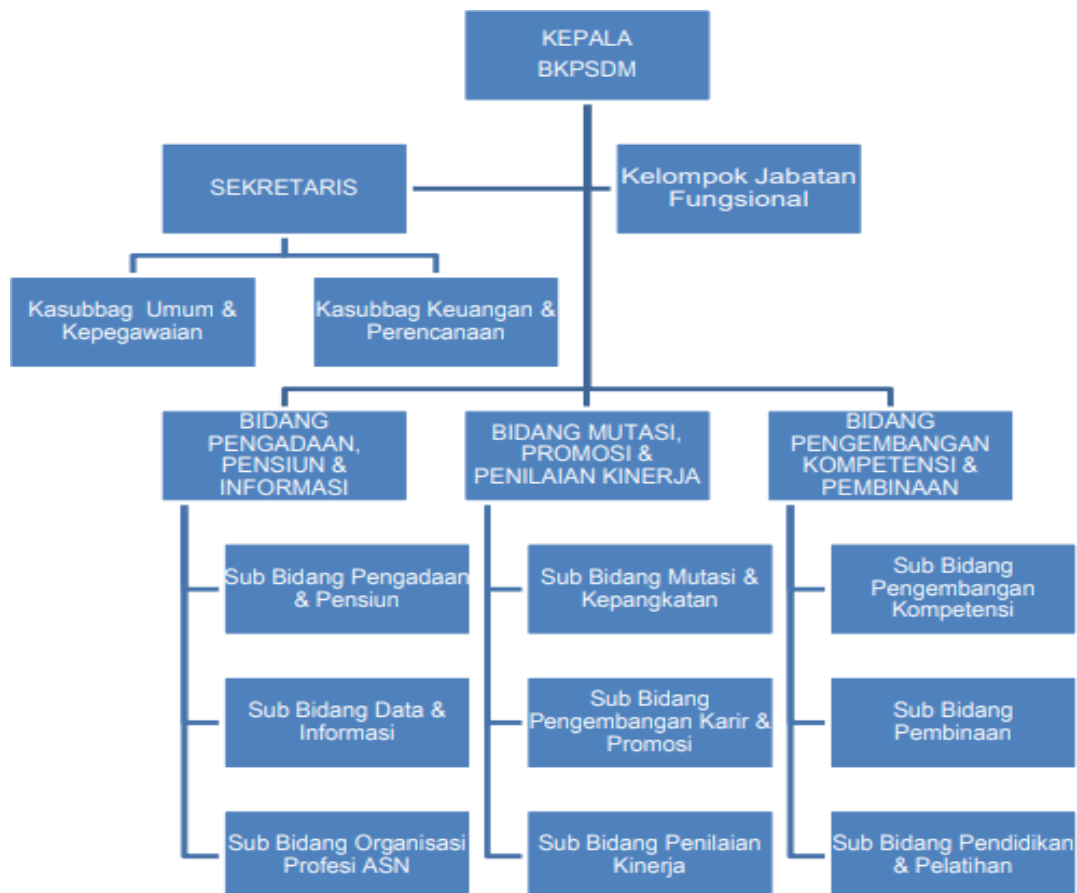 KEPALA
BKPSDM
SEKRETARIS
Kelompok Jabatan
Fungsional
Kasubbag Umum &
Kepegawaian
Kasubbag Keuangan &
Perencanaan
BIDANG
PENGADAAN,
PENSIUN &
INFORMASI
BIDANG MUTASI,
PROMOSI &
PENILAIAN KINERJA
BIDANG
PENGEMBANGAN
KOMPETENSI &
PEMBINAAN
Sub Bidang Pengadaan
& Pensiun
Sub Bidang Mutasi &
Kepangkatan
Sub Bidang
Pengembangan
Kompetensi
Sub Bidang Data &
Informasi
Sub Bidang
Pengembangan Karir &
Promosi
Sub Bidang
Pembinaan
Sub Bidang Organisasi
Profesi ASN
Sub Bidang Penilaian
Kinerja
Sub Bidang Pendidikan
& Pelatihan